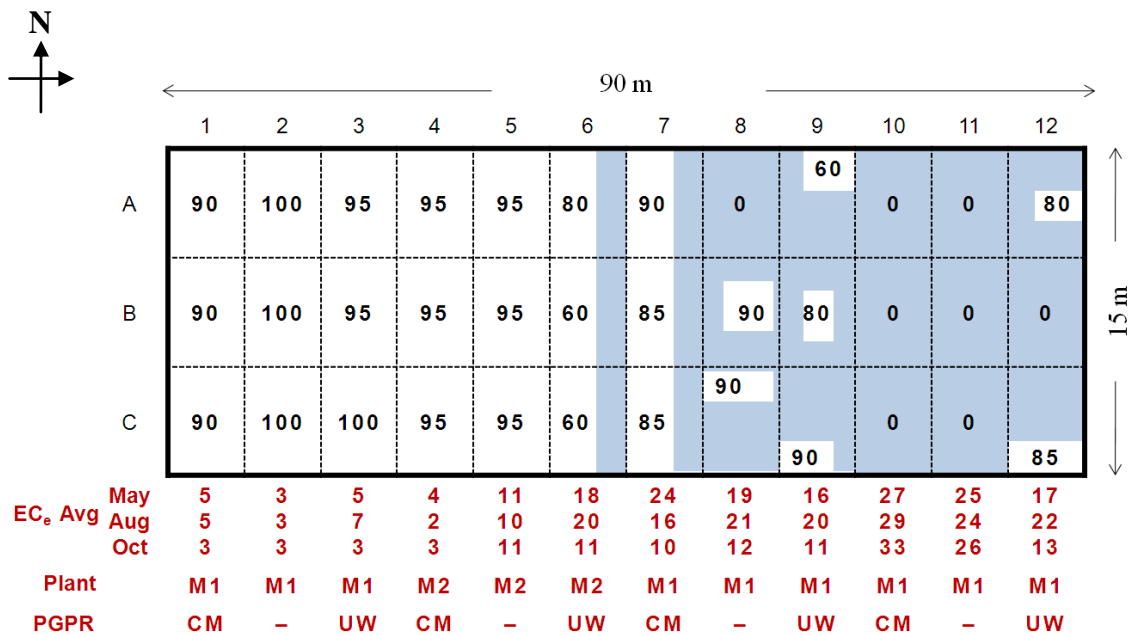 N
90 m
1 2 3 4 5 6 7 8 9 10 11 12
60
A 90 100 95 95 95 80 90 0 0 0 80
B 90 100 95 95 95 60 85 90 80 0 0 0
15 m
90
C 90 100 100 95 95 60 85 0 0
90 85
May 5 3 5 4 11 18 24 19 16 27 25 17
ECe Avg Aug 5 3 7 2 10 20 16 21 20 29 24 22
Oct 3 3 3 3 11 11 10 12 11 33 26 13
Plant M1 M1 M1 M2 M2 M2 M1 M1 M1 M1 M1 M1
PGPR CM – UW CM – UW CM – UW CM – UW